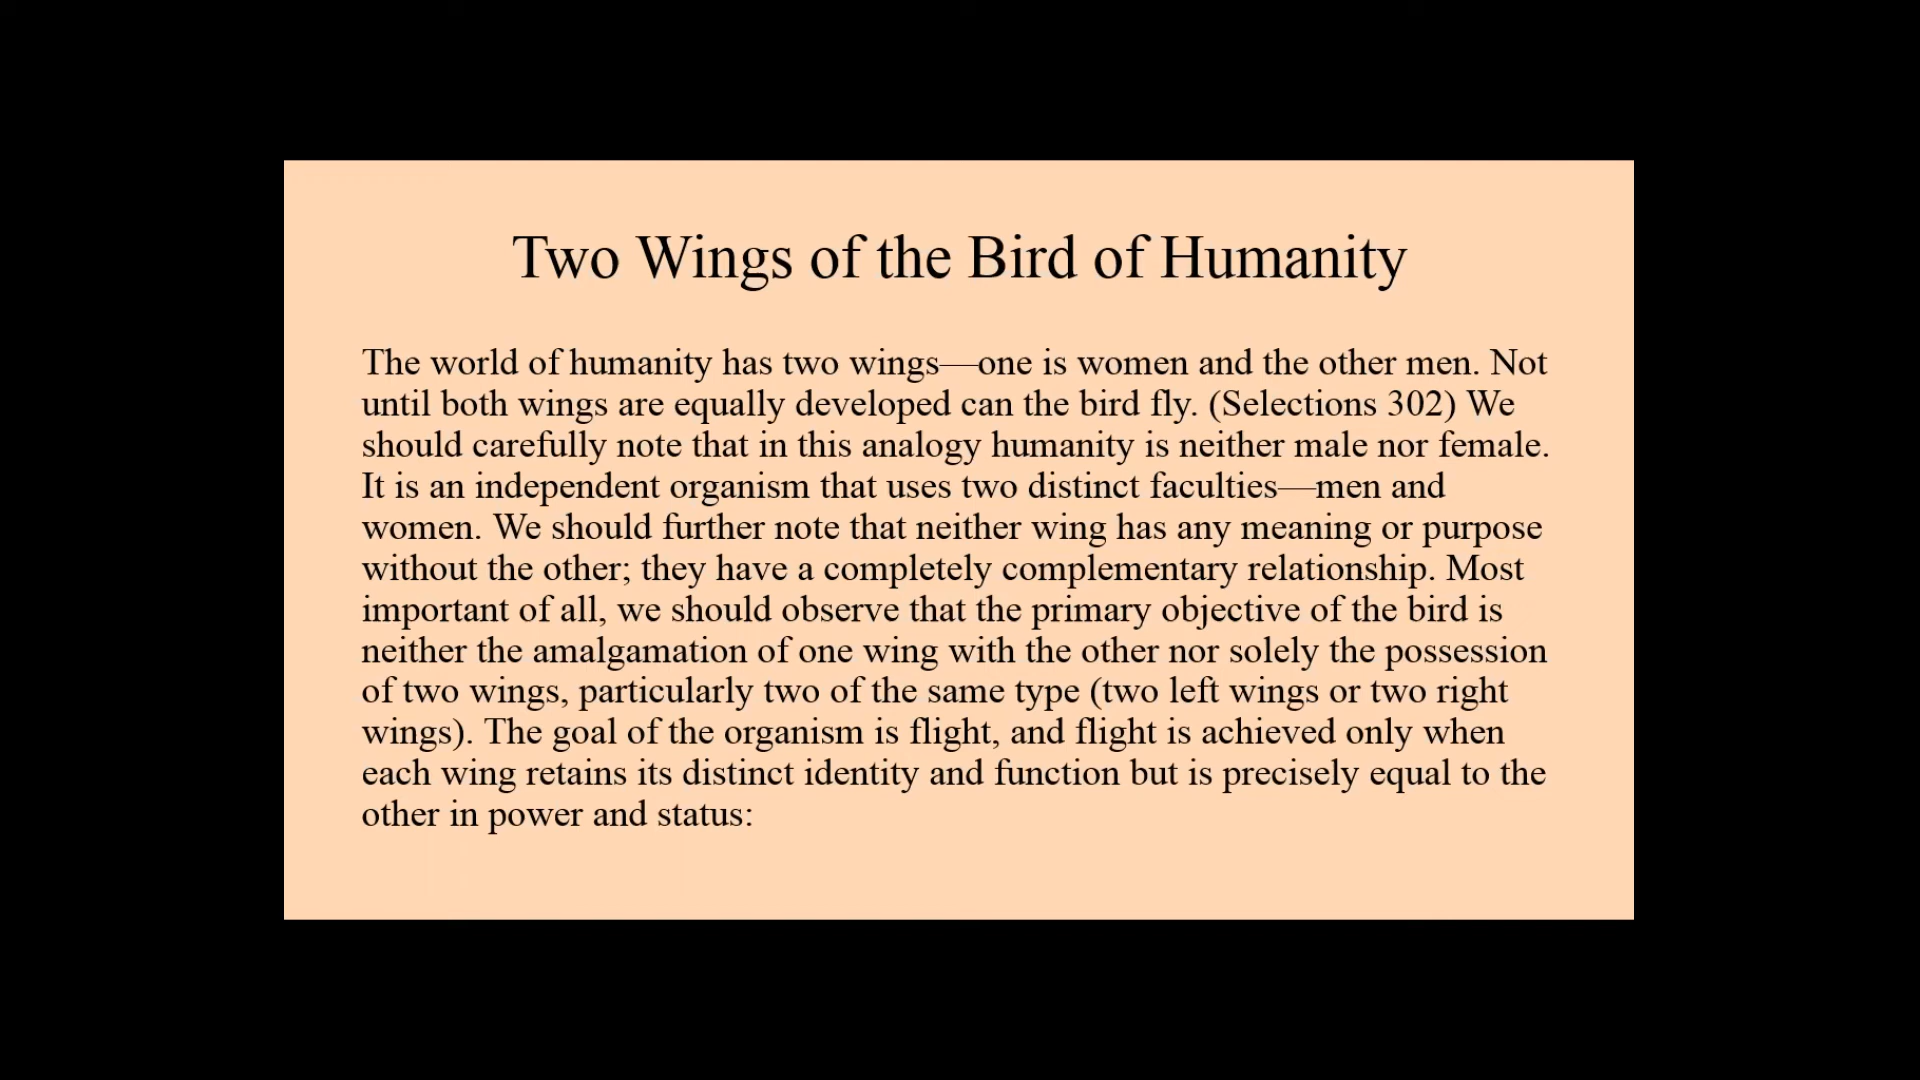 Two Wings of the Bird of Humanity
The world of humanity has two wings—one is women and the other men. Not
until both wings are equally developed can the bird fly. (Selections 302) We
should carefully note that in this analogy humanity is neither male nor female.
It is an independent organism that uses two distinct faculties—men and
women. We should further note that neither wing has any meaning or purpose
without the other; they have a completely complementary relationship. Most
important of all, we should observe that the primary objective of the bird is
neither the amalgamation of one wing with the other nor solely the possession
of two wings, particularly two of the same type (two left wings or two right
wings). The goal of the organism is flight, and flight is achieved only when
each wing retains its distinct identity and function but is precisely equal to the
other in power and status: